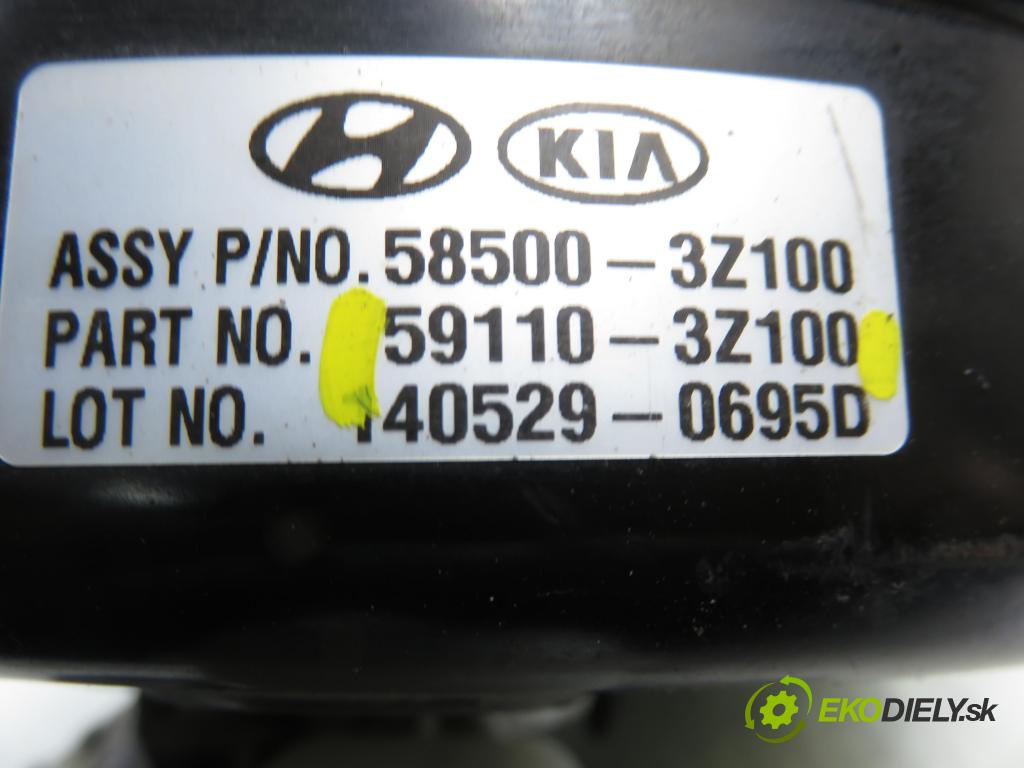 KIA
ASSY P/NO. 58500-3Z100
PART NO. 59110-3Z100
LOT NO. 140529-0695D
EKODIELY.sk